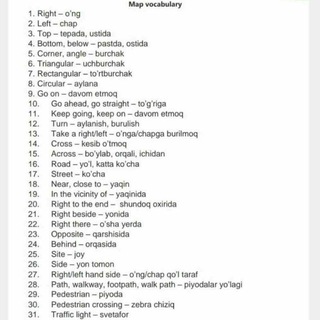 Map vocabulary
1. Right – o'ng
2. Left – chap
3. Top – tepada, ustida
4. Bottom, below – pastda, ostida
5. Corner, angle – burchak
6. Triangular – uchburchak
7. Rectangular – to'rtburchak
8. Circular – aylana
9. Go on – davom etmoq
10. Go ahead, go straight – to'g'riga
11. Keep going, keep on – davom etmoq
12. Turn – aylanish, burulish
13. Take a right/left – o'nga/chapga burilmoq
14. Cross – kesib o'tmoq
15. Across – bo'ylab, orqali, ichidan
16. Road – yo'l, katta ko'cha
17. Street – ko'cha
18. Near, close to – yaqin
19. In the vicinity of – yaqinida
20. Right to the end – shundoq oxirida
21. Right beside – yonida
22. Right there – o'sha yerda
23. Opposite – qarshisida
24. Behind – orqasida
25. Site – joy
26. Side – yon tomon
27. Right/left hand side – o'ng/chap qo'l taraf
28. Path, walkway, footpath, walk path – piyodalar yo'lagi
29. Pedestrian – piyoda
30. Pedestrian crossing – zebra chiziq
31. Traffic light – svetafor